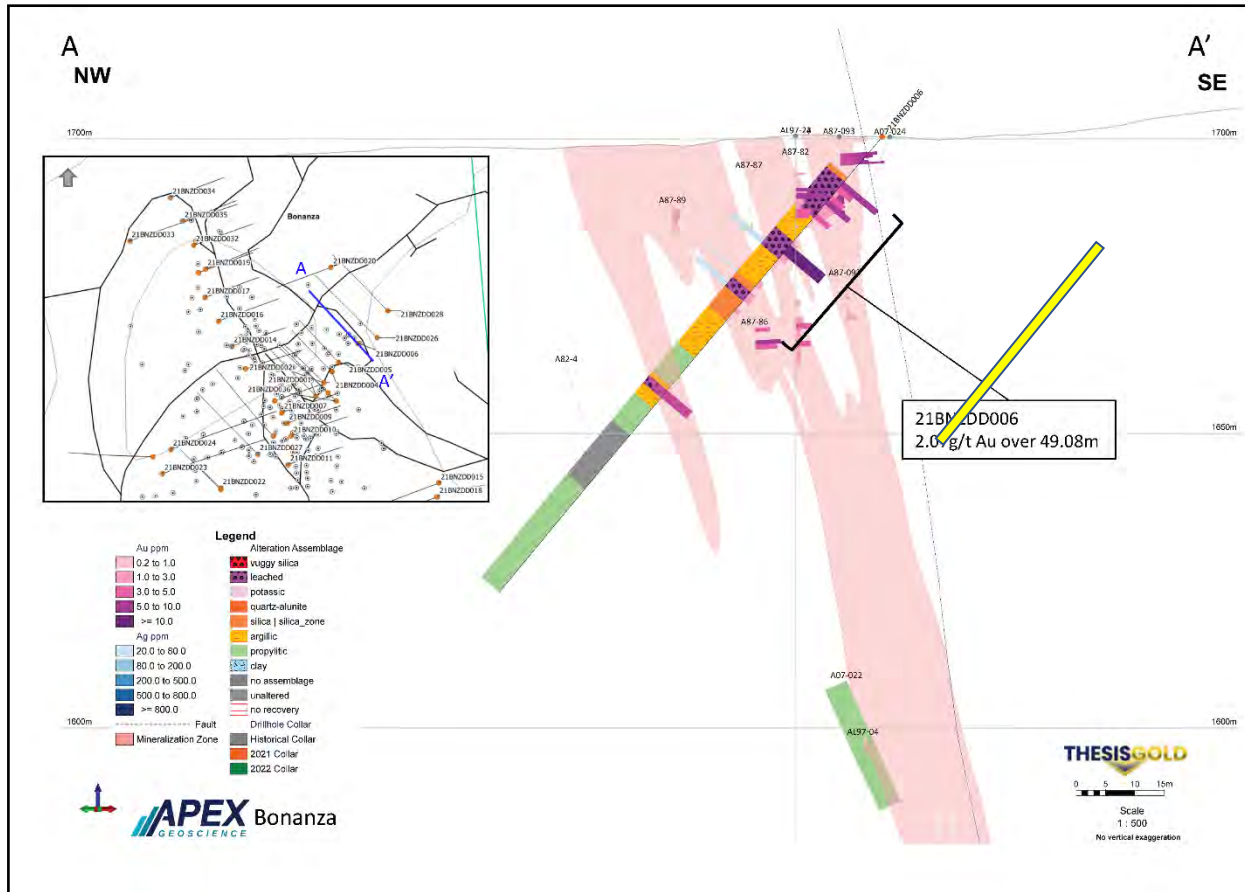 A
NW
A'
SE
1700m
1700m
1650m
1600m
1600m
21BNZDD006
A87-093
A07-024
A87-82
A87-87
A87-89
A87-86
A82-4
A07-022
AL97-04
21BNZDD006
g/t Au over 49.08m
Bonanza
A
A'
21BNZDD034
21BNZDD035
21BNZDD033
21BNZDD032
21BNZDD019
21BNZDD020
21BNZDD017
21BNZDD016
21BNZDD028
21BNZDD014
21BNZDD026
21BNZDD006
21BNZDD005
21BNZDD004
21BNZDD036
21BNZDD007
21BNZDD009
21BNZDD010
21BNZDD024
21BNZDD027
21BNZDD011
21BNZDD023
21BNZDD022
21BNZDD015
21BNZDD018
Legend
Au ppm
0.2 to 1.0
1.0 to 3.0
3.0 to 5.0
5.0 to 10.0
>= 10.0
Ag ppm
20.0 to 80.0
80.0 to 200.0
200.0 to 500.0
500.0 to 800.0
>= 800.0
Fault
Mineralization Zone
Alteration Assemblage
vuggy silica
leached
potassic
quartz-alunite
silica | silica_zone
argillic
propylitic
clay
no assemblage
unaltered
no recovery
Drillhole Collar
Historical Collar
2021 Collar
2022 Collar
APEX
GEOSCIENCE
Bonanza
THESISGOLD
0 5 10 15m
Scale
1 : 500
No vertical exaggeration